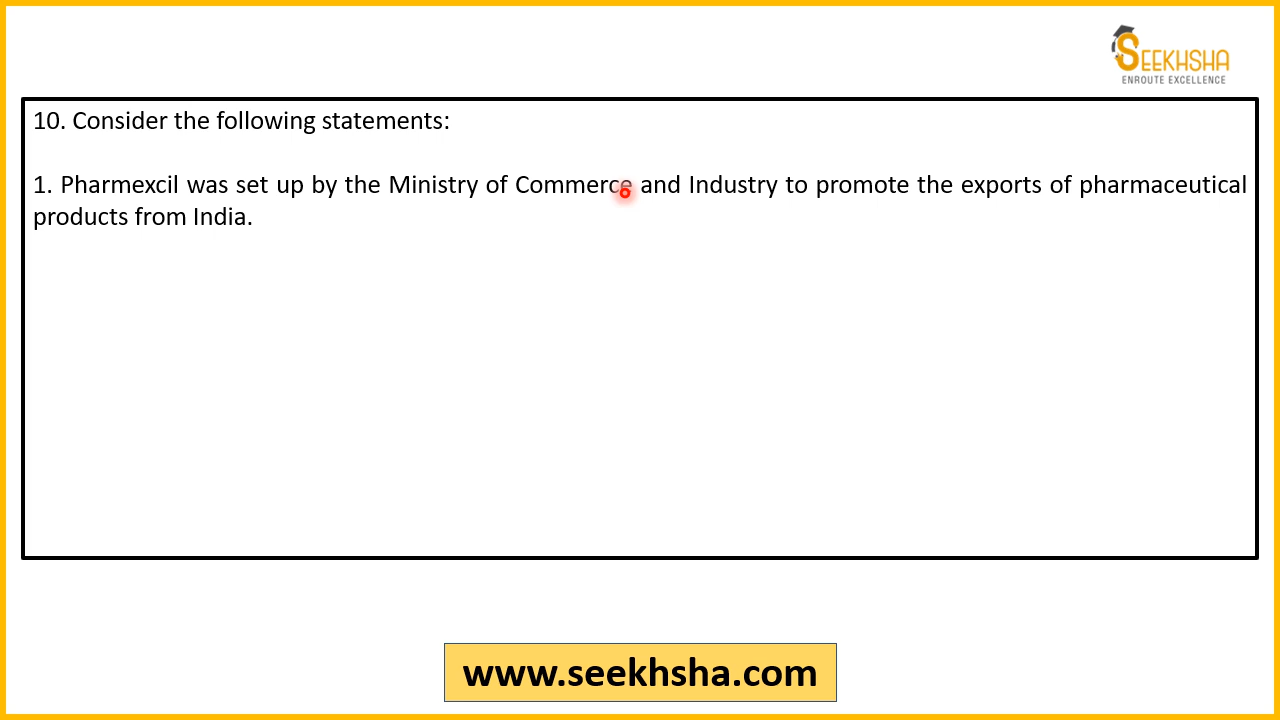 SEEKHSHA
ENROUTE EXCELLENCE
10. Consider the following statements:
1. Pharmexcil was set up by the Ministry of Commerce and Industry to promote the exports of pharmaceutical
products from India.
www.seekhsha.com